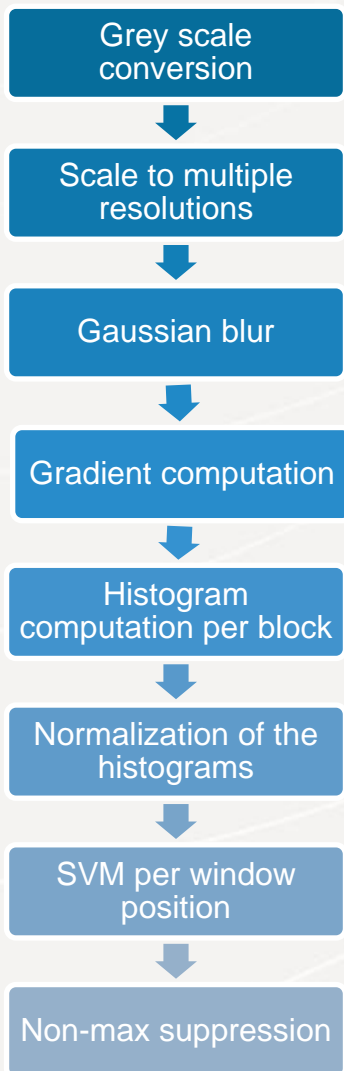 Grey scale
conversion
Scale to multiple
resolutions
Gaussian blur
Gradient computation
Histogram
computation per block
Normalization of the
histograms
SVM per window
position
Non-max suppression